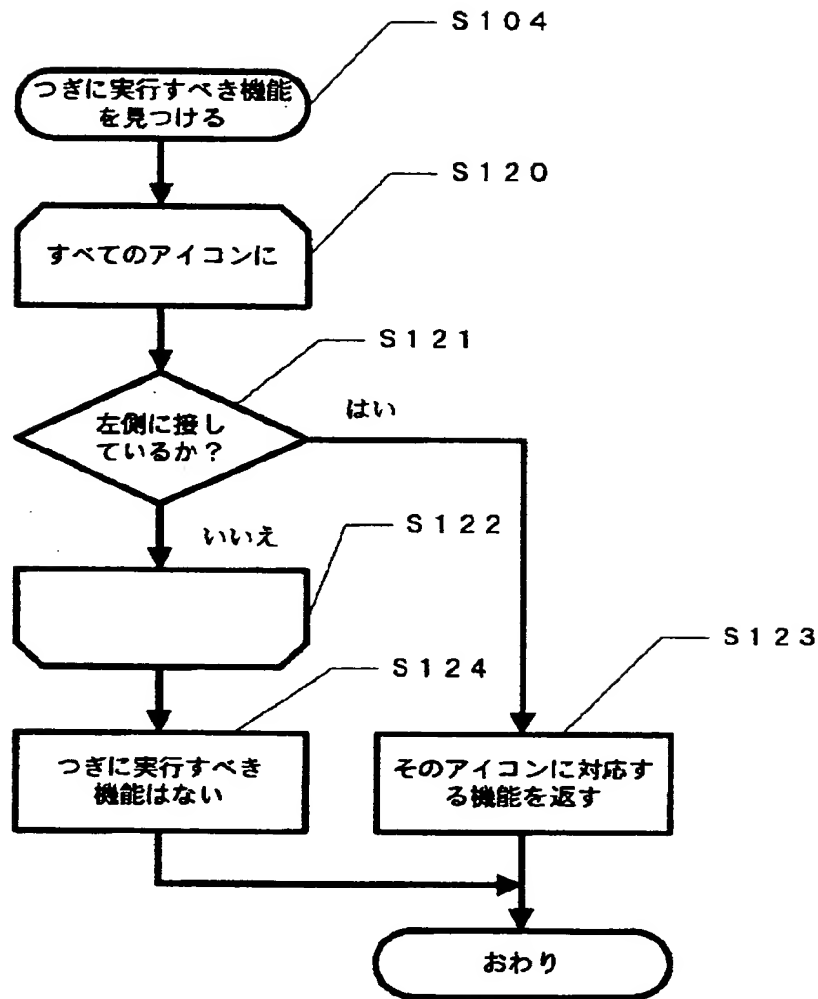 S104
つぎに実行すべき機能
を見つける
S120
すべてのアイコンに
S121
左側に接し
ているか?
はい
いいえ
S122
S123
S124
つぎに実行すべき
機能はない
そのアイコンに対応す
る機能を返す
おわり